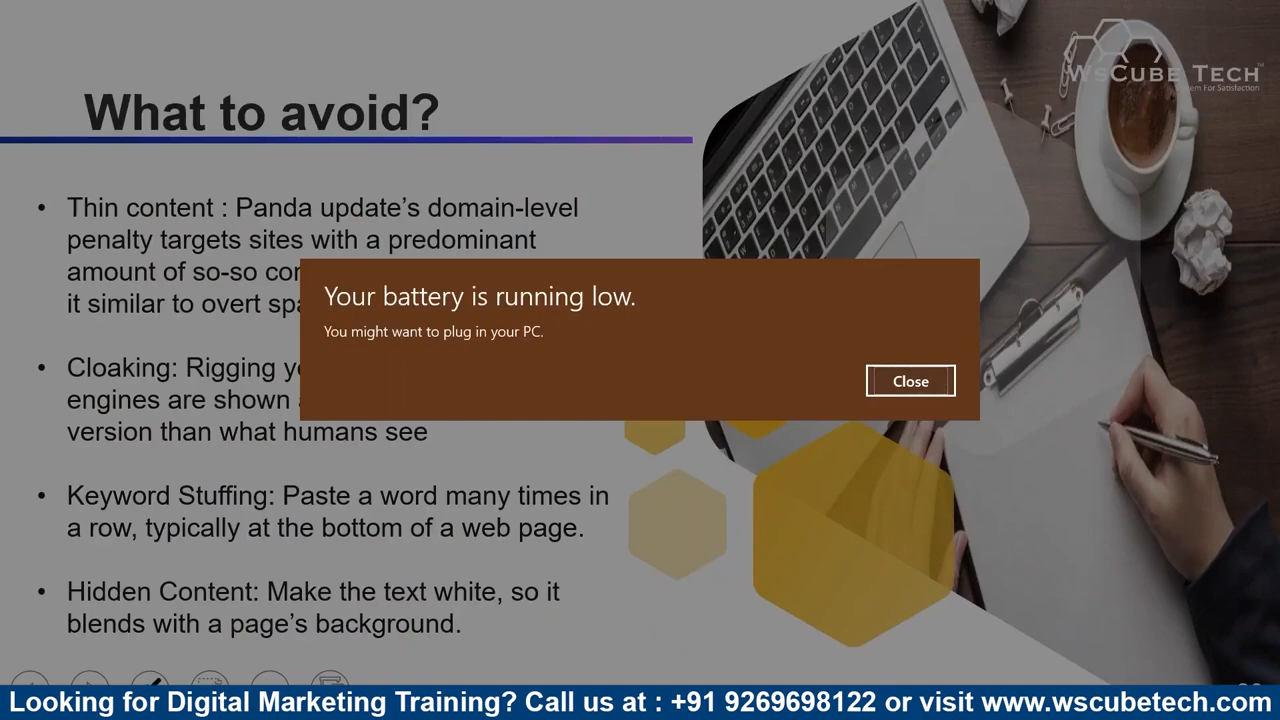 WsCube Tech
System For Satisfaction
What to avoid?
• Thin content : Panda update’s domain-level
penalty targets sites with a predominant
amount of so-so
it similar to overt
Your battery is running low.
You might want to plug in your PC.
Close
• Cloaking: Rigging
engines are shown
version than what humans see
• Keyword Stuffing: Paste a word many times in
a row, typically at the bottom of a web page.
• Hidden Content: Make the text white, so it
blends with a page’s background.
Looking for Digital Marketing Training? Call us at : +91 9269698122 or visit www.wscubetech.com